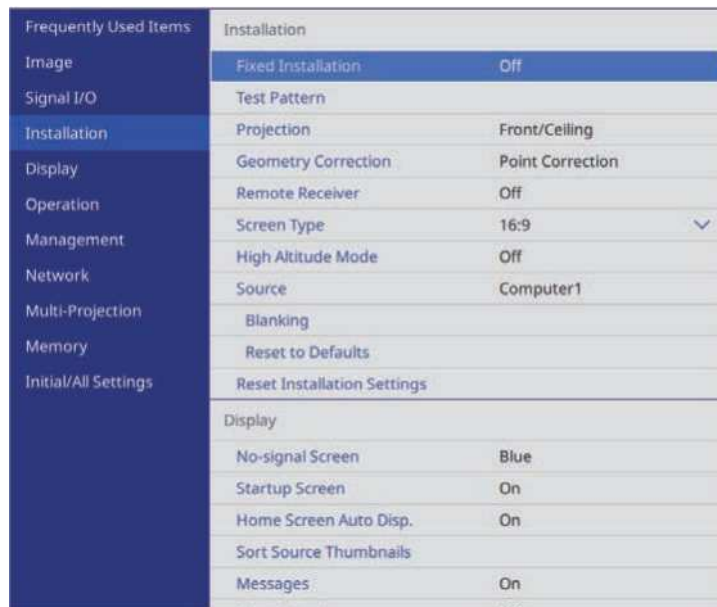 Frequently Used Items
Image
Signal I/O
Installation
Display
Operation
Management
Network
Multi-Projection
Memory
Initial/All Settings
Installation
Fixed Installation Off
Test Pattern
Projection Front/Ceiling
Geometry Correction Point Correction
Remote Receiver Off
Screen Type 16:9
High Altitude Mode Off
Source Computer1
Blanking
Reset to Defaults
Reset Installation Settings
Display
No-signal Screen Blue
Startup Screen On
Home Screen Auto Disp. On
Sort Source Thumbnails
Messages On